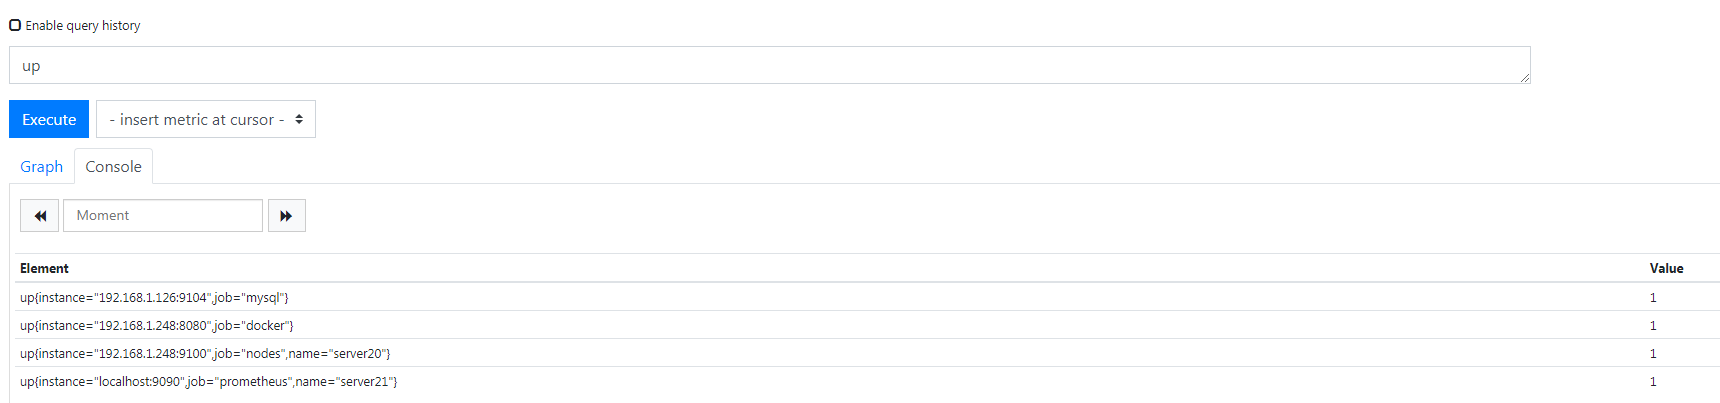 Enable query history
up
Execute - insert metric at cursor -
Graph Console
Moment
Element Value
up{instance="192.168.1.126:9104",job="mysql"} 1
up{instance="192.168.1.248:8080",job="docker"} 1
up{instance="192.168.1.248:9100",job="nodes",name="server20"} 1
up{instance="localhost:9090",job="prometheus",name="server21"} 1